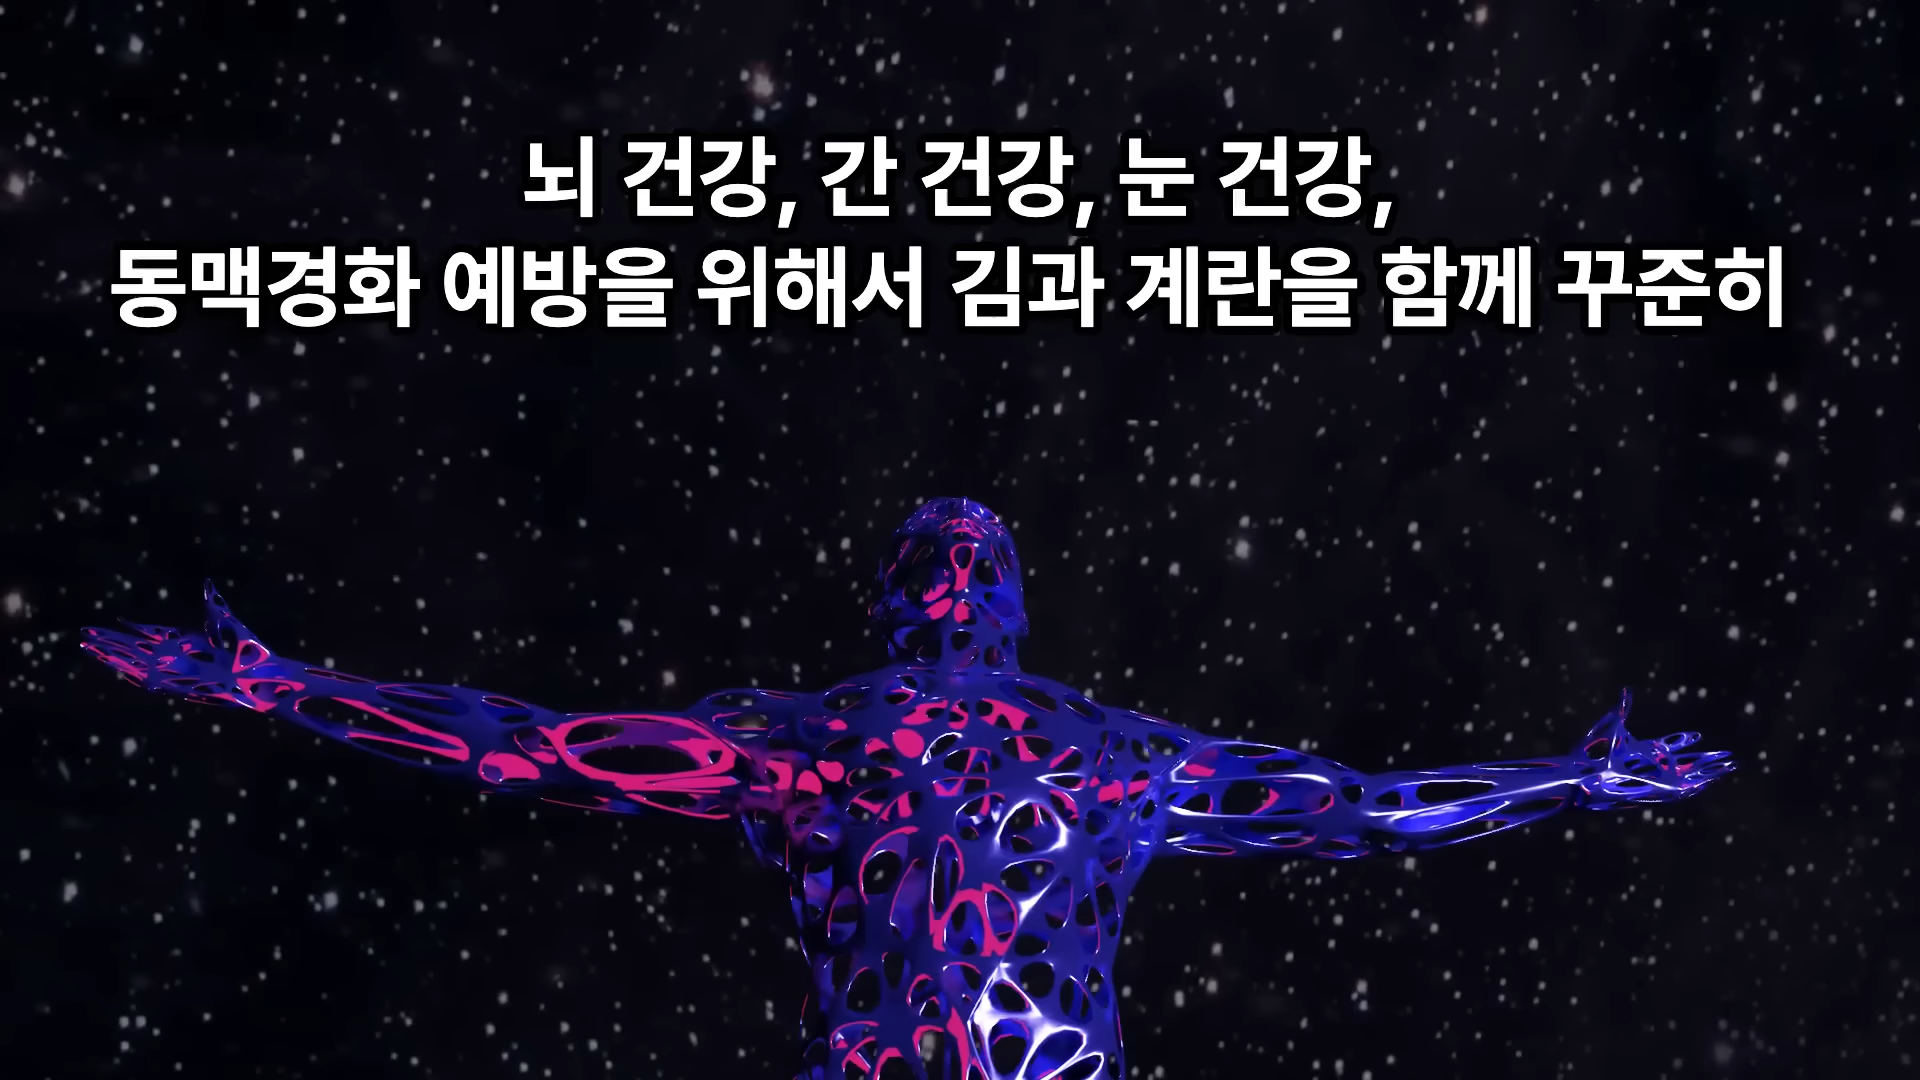 뇌 건강, 간 건강, 눈 건강,
동맥경화 예방을 위해서 김과 계란을 함께 꾸준히